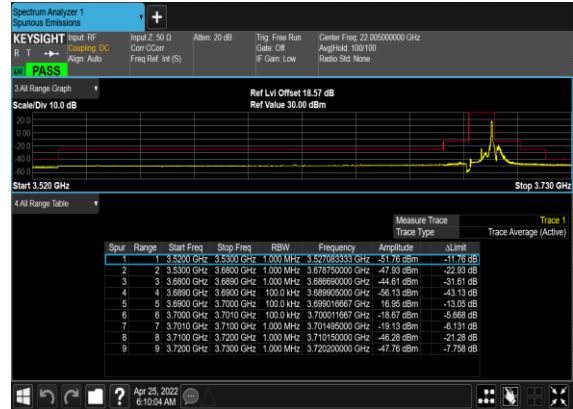 Spectrum Analyzer 1
Spurious Emissions
KEYSIGHT Input: RF Input Z: 50 Ω Atten: 20 dB Trig: Free Run Center Freq: 22.005000000 GHz
R T Coupling: DC Corr CCorr Gate: Off Avg|Hold: 100/100
Align: Auto Freq Ref: Int (S) IF Gain: Low Radio Std: None
PASS
3 All Range Graph
Ref Lvl Offset 18.57 dB
Scale/Div 10.0 dB Ref Value 30.00 dBm
20.0
0.00
-20.0
-40.0
-60.0
Start 3.520 GHz Stop 3.730 GHz
4 All Range Table
Measure Trace Trace 1
Trace Type Trace Average (Active)
Spur Range Start Freq Stop Freq RBW Frequency Amplitude ΔLimit
1 1 3.5200 GHz 3.5300 GHz 1.000 MHz 3.527083333 GHz -51.76 dBm -11.76 dB
2 2 3.5300 GHz 3.6800 GHz 1.000 MHz 3.678750000 GHz -47.93 dBm -22.93 dB
3 3 3.6800 GHz 3.6890 GHz 1.000 MHz 3.686690000 GHz -44.61 dBm -31.61 dB
4 4 3.6890 GHz 3.6900 GHz 100.0 kHz 3.689905000 GHz -56.13 dBm -43.13 dB
5 5 3.6900 GHz 3.7000 GHz 100.0 kHz 3.699016667 GHz 16.95 dBm -13.05 dB
6 6 3.7000 GHz 3.7010 GHz 100.0 kHz 3.700011667 GHz -18.67 dBm -5.668 dB
7 7 3.7010 GHz 3.7100 GHz 1.000 MHz 3.701495000 GHz -19.13 dBm -6.131 dB
8 8 3.7100 GHz 3.7200 GHz 1.000 MHz 3.710150000 GHz -46.28 dBm -21.28 dB
9 9 3.7200 GHz 3.7300 GHz 1.000 MHz 3.720200000 GHz -47.76 dBm -7.758 dB
?
Apr 25, 2022
6:10:04 AM